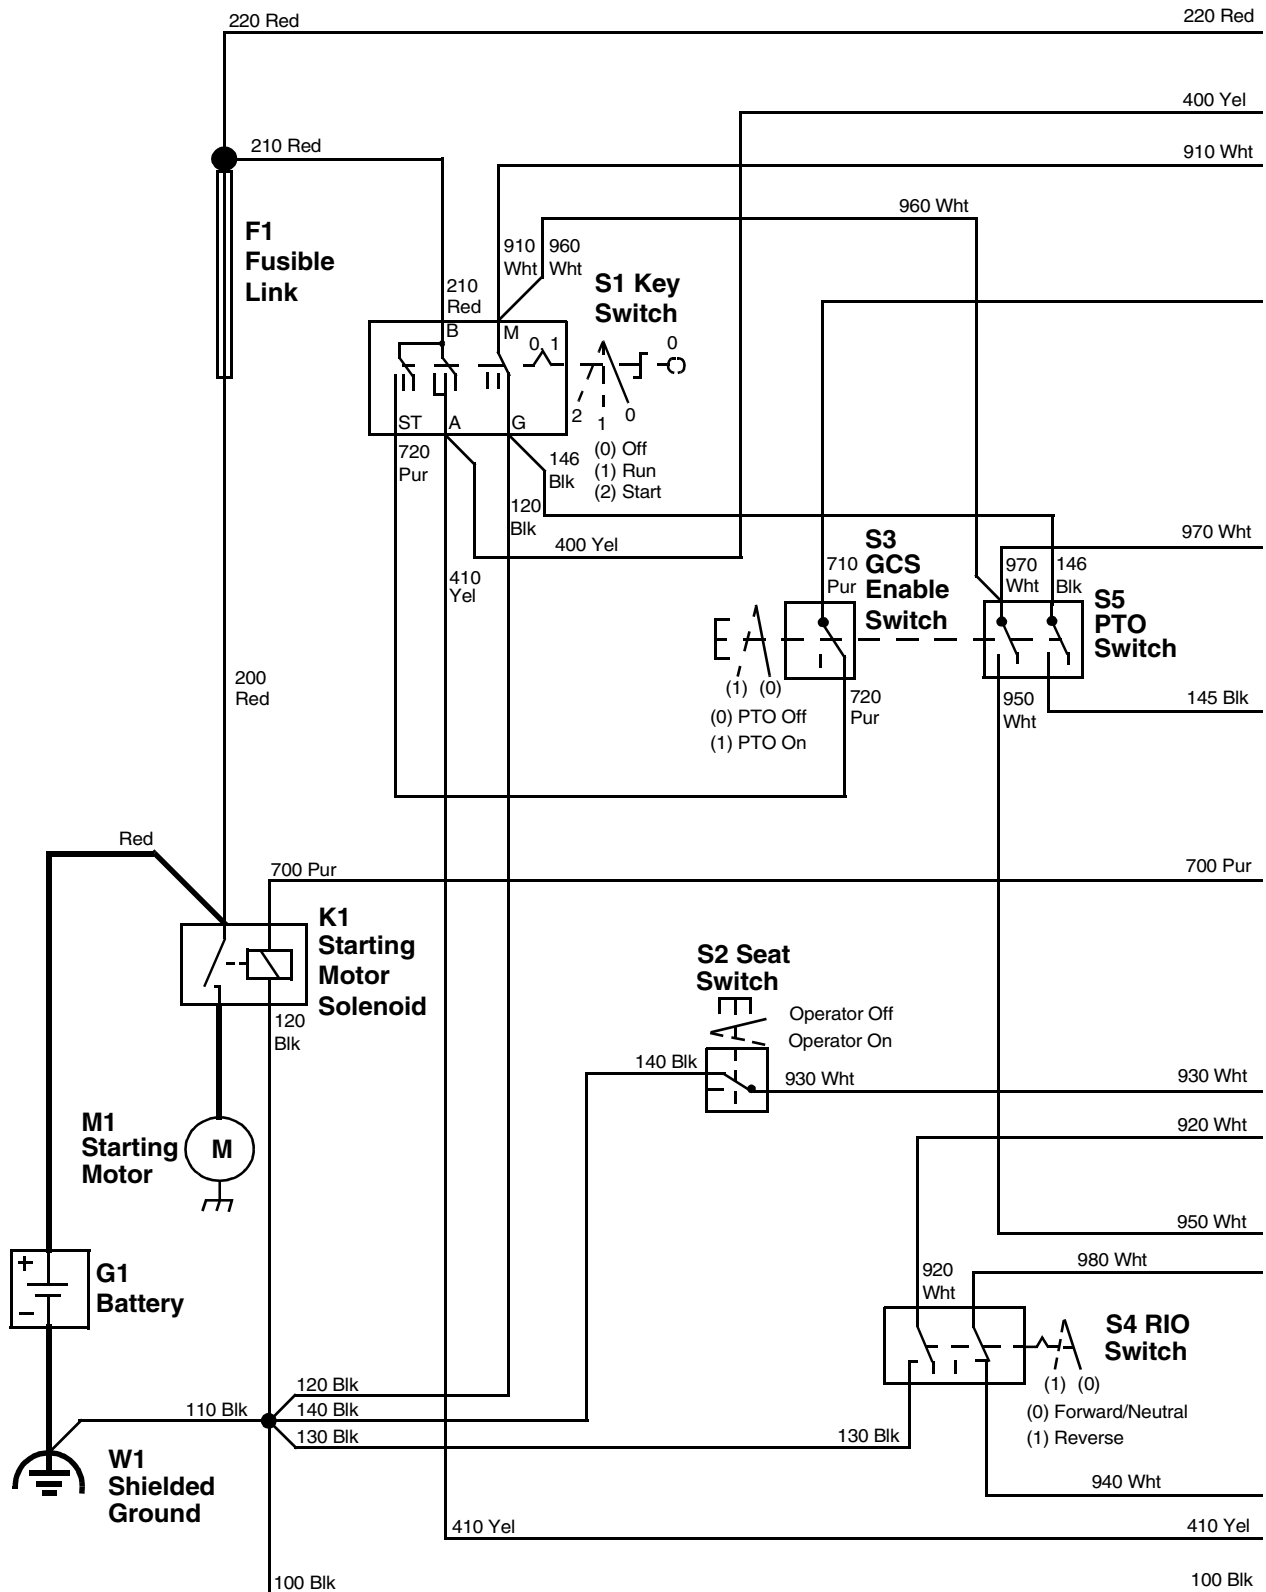 220 Red
220 Red
400 Yel
210 Red
910 Wht
960 Wht
F1
Fusible
Link
910
Wht
960
Wht
S1 Key
Switch
210
Red
B
M
0
1
0
2
1
0
ST
A
G
720
Pur
146
Blk
(0) Off
(1) Run
(2) Start
120
Blk
400 Yel
410
Yel
S3
GCS
Enable
Switch
710
Pur
970 Wht
970
Wht
146
Blk
S5
PTO
Switch
(1) (0)
(0) PTO Off
(1) PTO On
720
Pur
950
Wht
145 Blk
200
Red
Red
700 Pur
700 Pur
K1
Starting
Motor
Solenoid
120
Blk
S2 Seat
Switch
Operator Off
Operator On
140 Blk
930 Wht
930 Wht
920 Wht
M1
Starting
Motor
M
950 Wht
980 Wht
920
Wht
+
−
G1
Battery
S4 RIO
Switch
(1) (0)
(0) Forward/Neutral
(1) Reverse
120 Blk
110 Blk
140 Blk
130 Blk
130 Blk
W1
Shielded
Ground
940 Wht
410 Yel
410 Yel
100 Blk
100 Blk